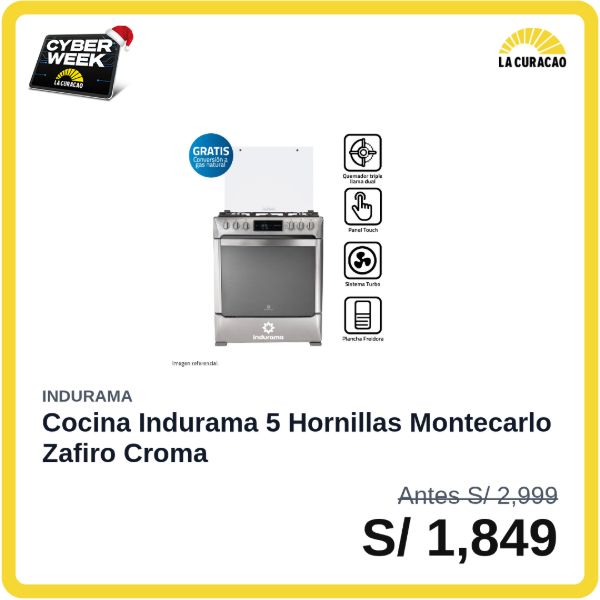 CYBER
WEEK
LA CURACAO
LA CURACAO
GRATIS
Conversión a
gas natural
Quemador triple
llama dual
Panel Touch
Sistema Turbo
Plancha Freidora
Indurama
Imagen referencial.
INDURAMA
Cocina Indurama 5 Hornillas Montecarlo
Zafiro Croma
Antes S/ 2,999
S/ 1,849